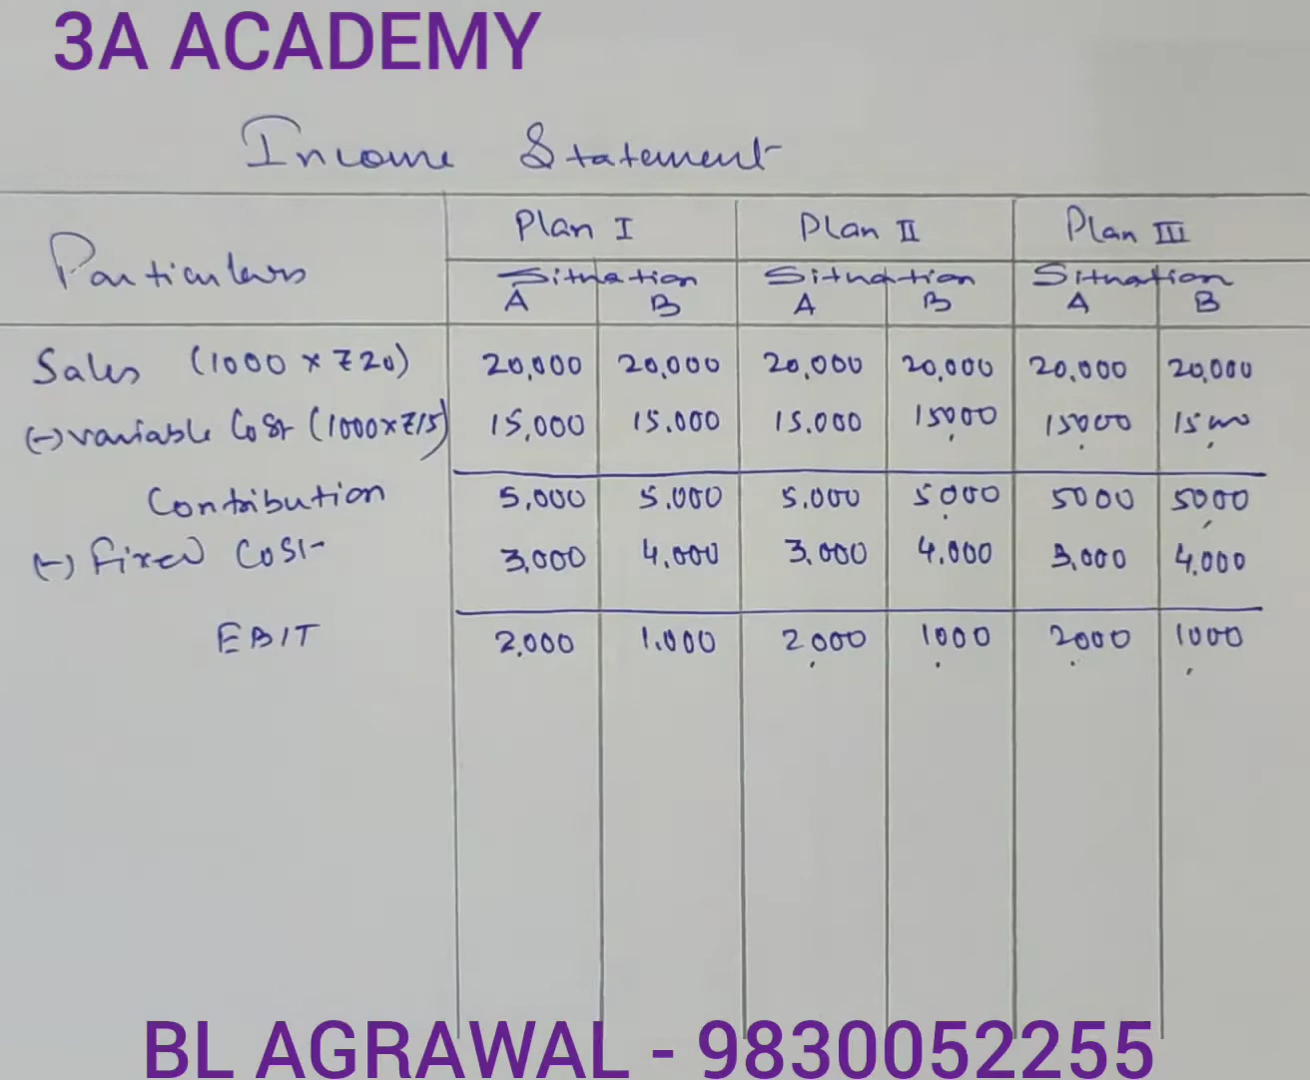 3A ACADEMY
Income Statement
Particulars Plan I Plan II Plan III
Situation Situation Situation
A B A B A B
Sales (1000 × ₹20) 20,000 20,000 20,000 20,000 20,000 20,000
(-) Variable Cost (1000×₹15) 15,000 15.000 15.000 15000 15000 15000
Contribution 5,000 5.000 5.000 5000 5000 5000
(-) Fixed Cost 3,000 4,000 3,000 4,000 3,000 4,000
EBIT 2,000 1,000 2000 1000 2000 1000
BL AGRAWAL - 9830052255